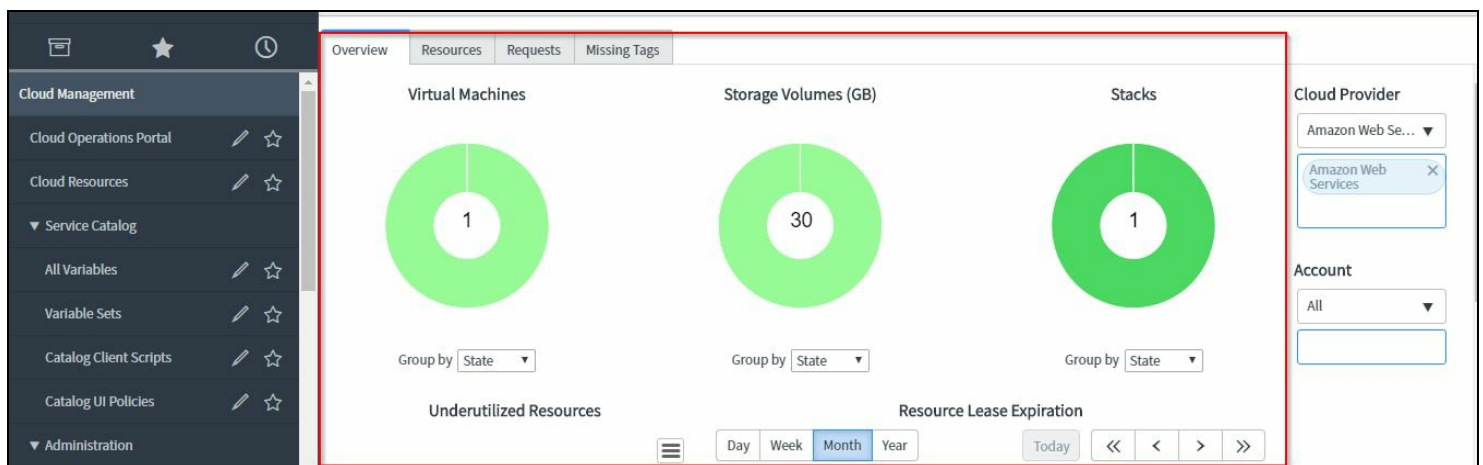 Overview
Resources
Requests
Missing Tags
Cloud Management
Cloud Operations Portal
Cloud Resources
▼ Service Catalog
All Variables
Variable Sets
Catalog Client Scripts
Catalog UI Policies
▼ Administration
Virtual Machines
1
Group by State
Storage Volumes (GB)
30
Group by State
Stacks
1
Group by State
Underutilized Resources
Resource Lease Expiration
Day Week Month Year
Today « < > »
Cloud Provider
Amazon Web Se...
Amazon Web
Services
Account
All